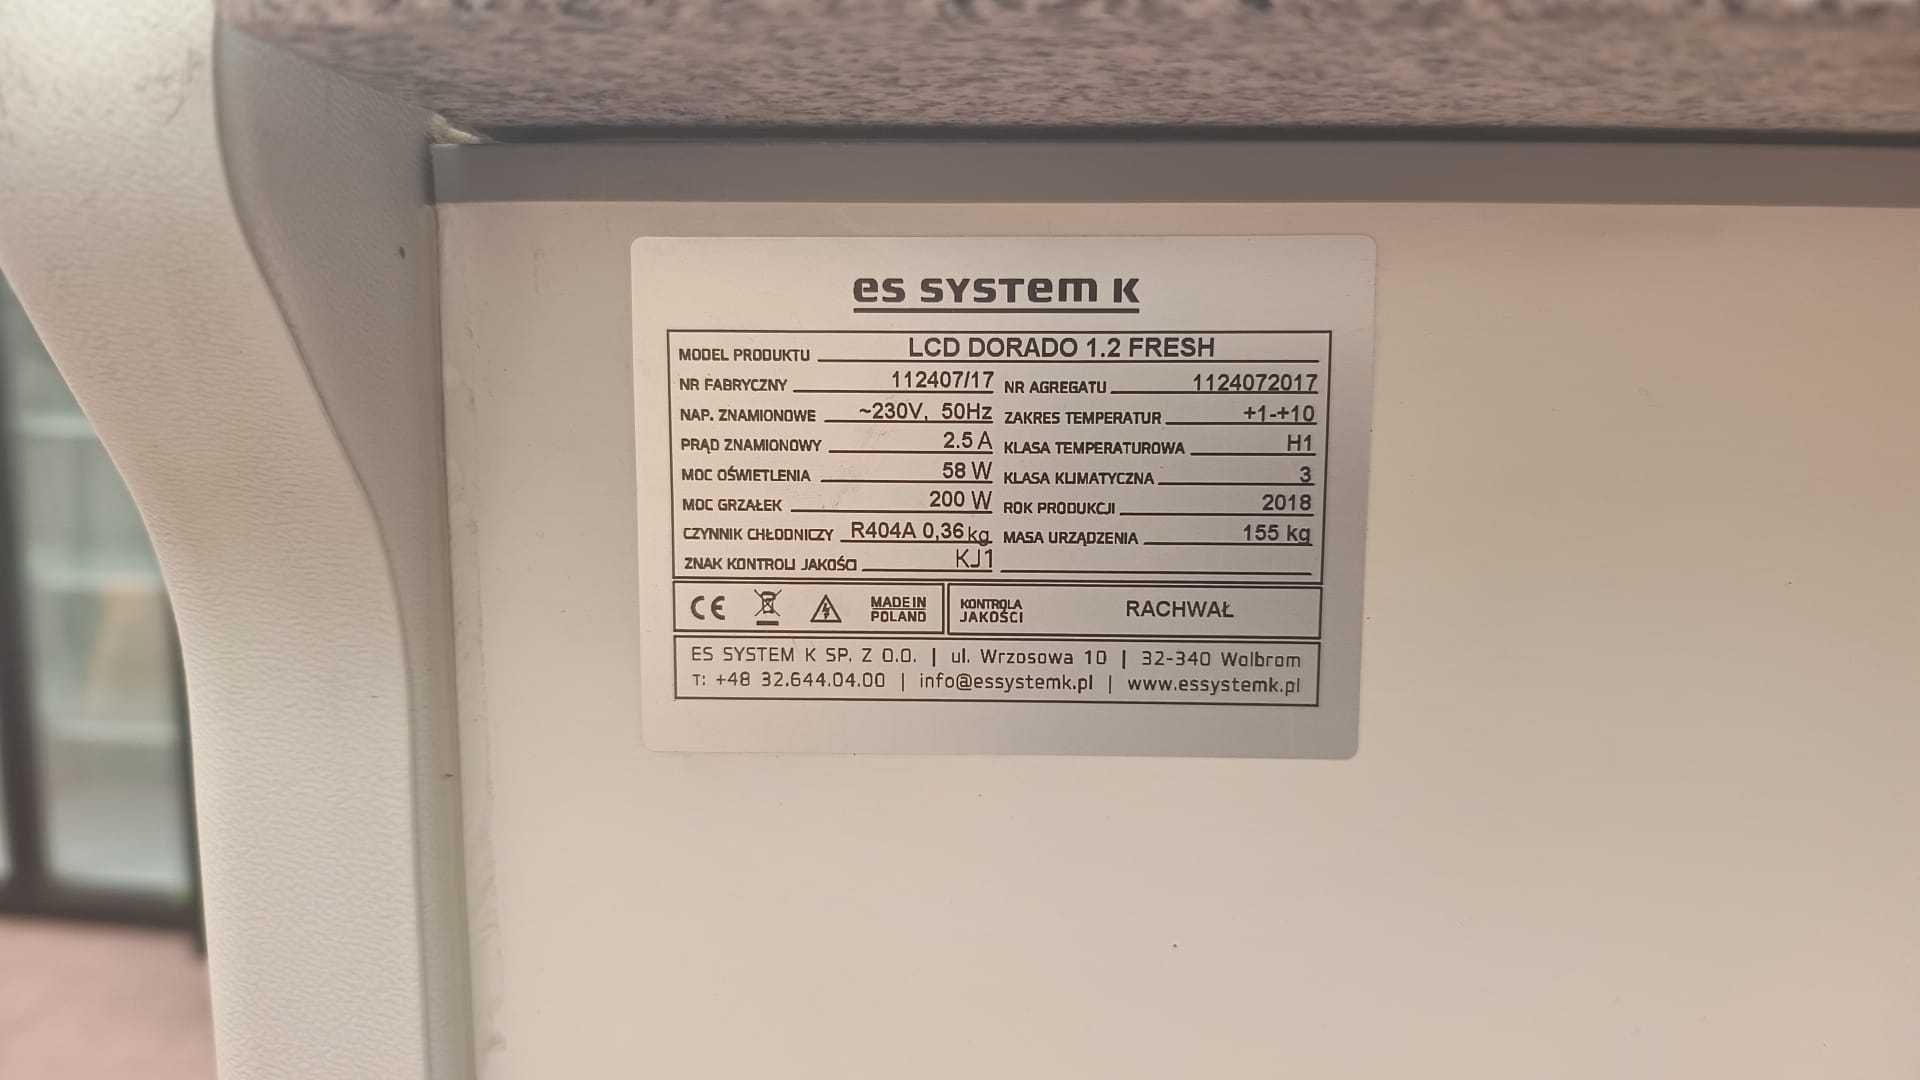 es system k
MODEL PRODUKTU LCD DORADO 1.2 FRESH
NR FABRYCZNY 112407/17 NR AGREGATU 1124072017
NAP. ZNAMIONOWE ~230V, 50Hz ZAKRES TEMPERATUR +1-+10
PRĄD ZNAMIONOWY 2.5 A KLASA TEMPERATUROWA H1
MOC OŚWIETLENIA 58 W KLASA KLIMATYCZNA 3
MOC GRZAŁEK 200 W ROK PRODUKCJI 2018
CZYNNIK CHŁODNICZY R404A 0,36 kg MASA URZĄDZENIA 155 kg
ZNAK KONTROLI JAKOŚCI KJ1
CE MADE IN POLAND KONTROLA JAKOŚCI RACHWAŁ
ES SYSTEM K SP. Z O.O. | ul. Wrzosowa 10 | 32-340 Wolbrom
T: +48 32.644.04.00 | info@essystemk.pl | www.essystemk.pl